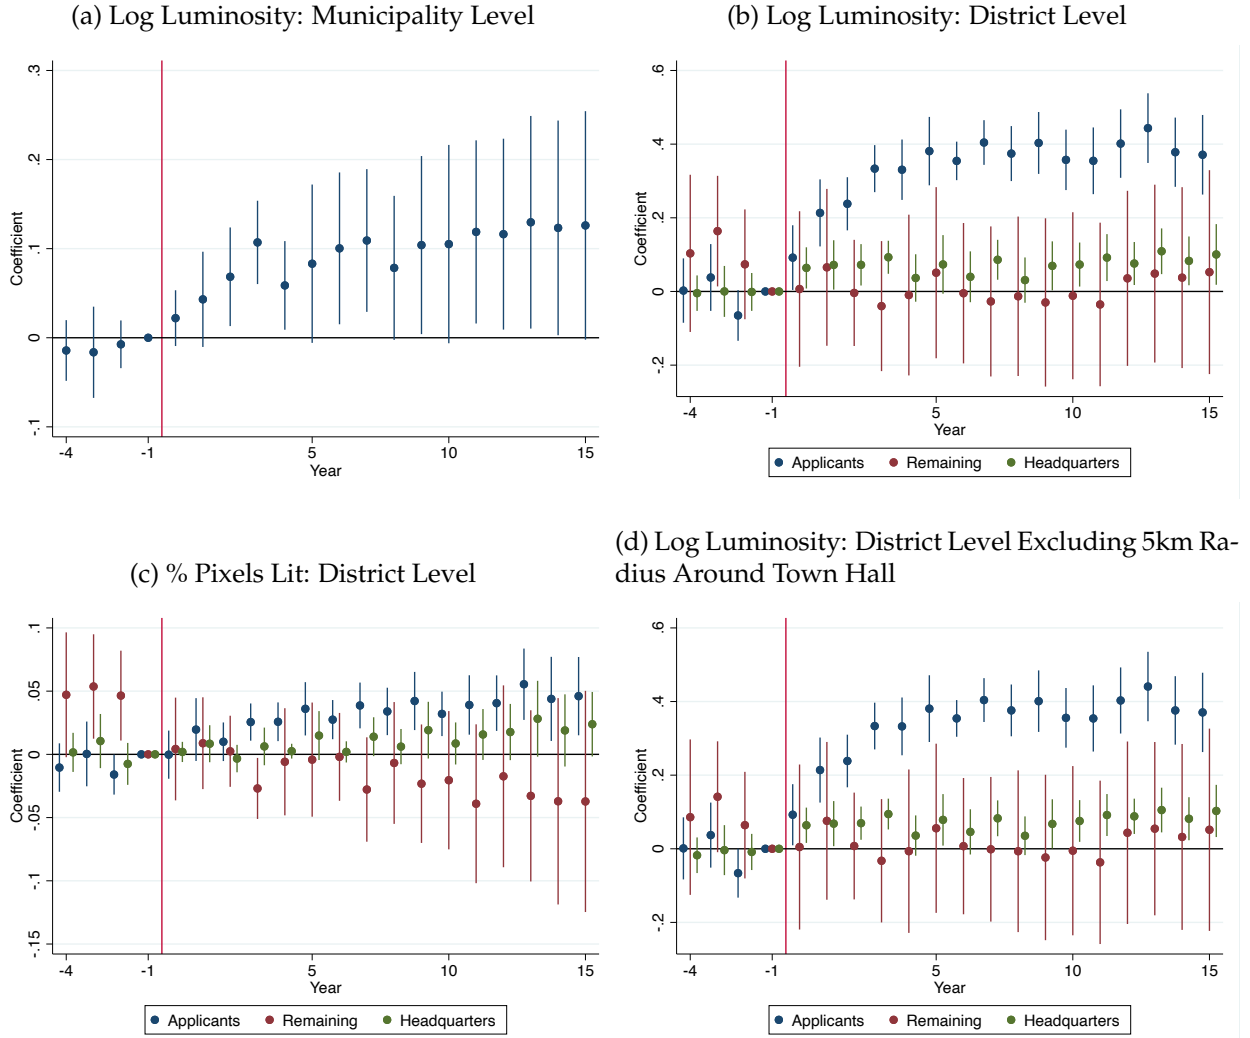 (a) Log Luminosity: Municipality Level
.3
.2
.1
0
-.1
Coefficient
-4
-1
5
10
15
Year
(b) Log Luminosity: District Level
.6
.4
.2
0
-.2
Coefficient
-4
-1
5
10
15
Year
Applicants Remaining Headquarters
(c) % Pixels Lit: District Level
.1
.05
0
-.05
-.1
-.15
Coefficient
-4
-1
5
10
15
Year
Applicants Remaining Headquarters
(d) Log Luminosity: District Level Excluding 5km Ra-
dius Around Town Hall
.6
.4
.2
0
-.2
Coefficient
-4
-1
5
10
15
Year
Applicants Remaining Headquarters